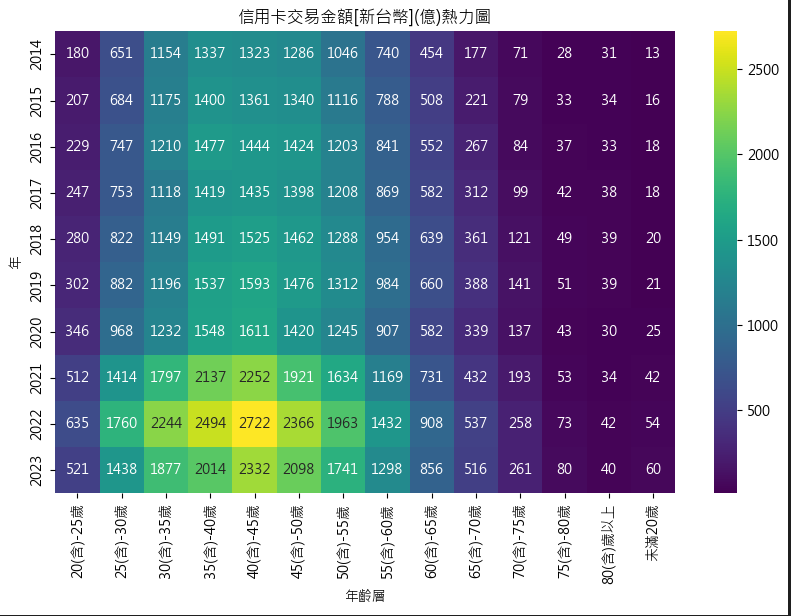 信用卡交易金額[新台幣](億)熱力圖
2014 180 651 1154 1337 1323 1286 1046 740 454 177 71 28 31 13
2015 207 684 1175 1400 1361 1340 1116 788 508 221 79 33 34 16
2016 229 747 1210 1477 1444 1424 1203 841 552 267 84 37 33 18
2017 247 753 1118 1419 1435 1398 1208 869 582 312 99 42 38 18
2018 280 822 1149 1491 1525 1462 1288 954 639 361 121 49 39 20
2019 302 882 1196 1537 1593 1476 1312 984 660 388 141 51 39 21
2020 346 968 1232 1548 1611 1420 1245 907 582 339 137 43 30 25
2021 512 1414 1797 2137 2252 1921 1634 1169 731 432 193 53 34 42
2022 635 1760 2244 2494 2722 2366 1963 1432 908 537 258 73 42 54
2023 521 1438 1877 2014 2332 2098 1741 1298 856 516 261 80 40 60
年
20(含)-25歲
25(含)-30歲
30(含)-35歲
35(含)-40歲
40(含)-45歲
45(含)-50歲
50(含)-55歲
55(含)-60歲
60(含)-65歲
65(含)-70歲
70(含)-75歲
75(含)-80歲
80(含)歲以上
未滿20歲
年齡層
2500
2000
1500
1000
500